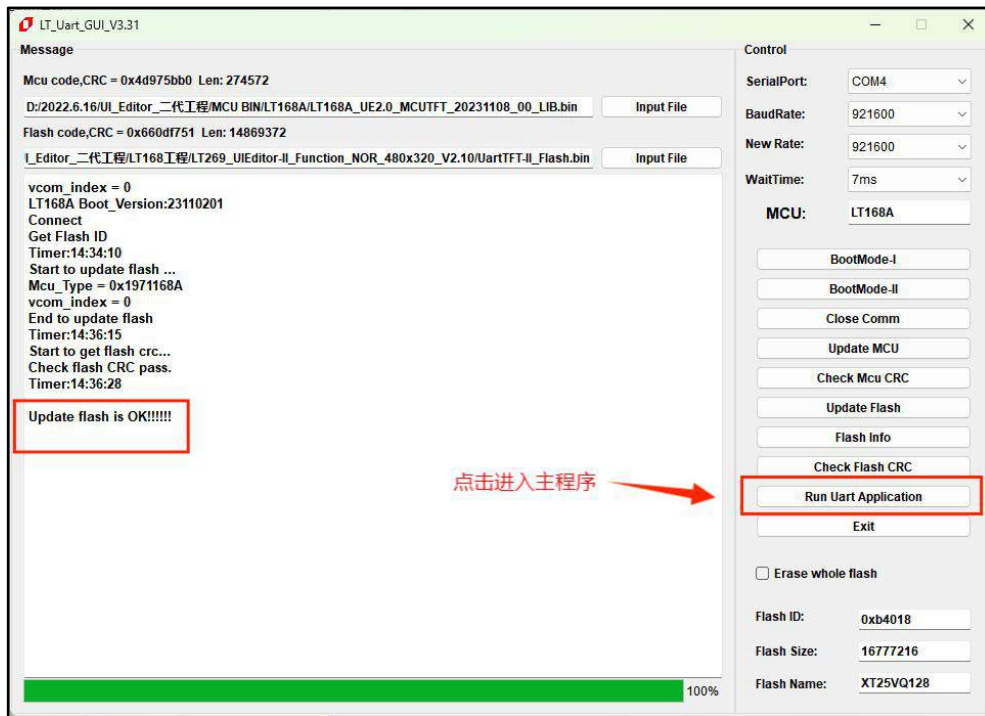 LT_Uart_GUI_V3.31
Message
Mcu code,CRC = 0x4d975bb0 Len: 274572
D:/2022.6.16/UI_Editor_二代工程/MCU BIN/LT168A/LT168A_UE2.0_MCUTFT_20231108_00_LIB.bin
Input File
Flash code,CRC = 0x660df751 Len: 14869372
I_Editor_二代工程/LT168工程/LT269_UIEditor-II_Function_NOR_480x320_V2.10/UartTFT-II_Flash.bin
Input File
vcom_index = 0
LT168A Boot_Version:23110201
Connect
Get Flash ID
Timer:14:34:10
Start to update flash ...
Mcu_Type = 0x1971168A
vcom_index = 0
End to update flash
Timer:14:36:15
Start to get flash crc...
Check flash CRC pass.
Timer:14:36:28
Update flash is OK!!!!!!
点击进入主程序
100%
Control
SerialPort:
COM4
BaudRate:
921600
New Rate:
921600
WaitTime:
7ms
MCU:
LT168A
BootMode-I
BootMode-II
Close Comm
Update MCU
Check Mcu CRC
Update Flash
Flash Info
Check Flash CRC
Run Uart Application
Exit
Erase whole flash
Flash ID:
0xb4018
Flash Size:
16777216
Flash Name:
XT25VQ128